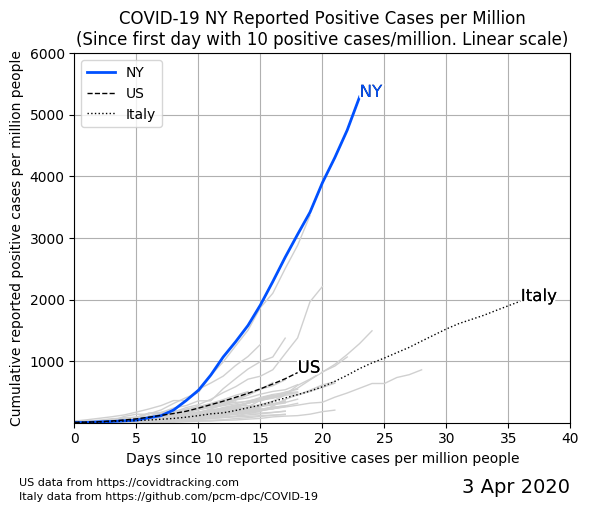 COVID-19 NY Reported Positive Cases per Million
(Since first day with 10 positive cases/million. Linear scale)
Cumulative reported positive cases per million people
6000
5000
4000
3000
2000
1000
NY
US
Italy
NY
Italy
US
0 5 10 15 20 25 30 35 40
Days since 10 reported positive cases per million people
US data from https://covidtracking.com
Italy data from https://github.com/pcm-dpc/COVID-19
3 Apr 2020